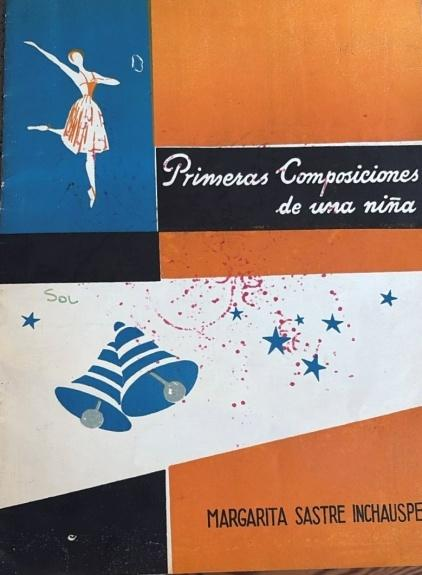 Primeras Composiciones
de una niña
SOL
MARGARITA SASTRE INCHAUSPE